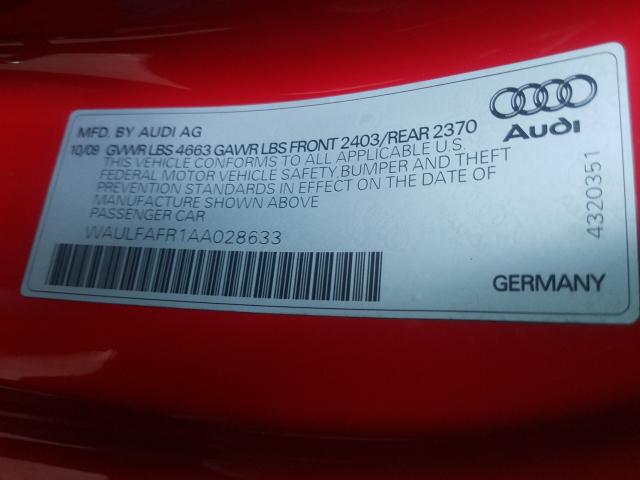 MFD. BY AUDI AG
10/09 GVWR LBS 4663 GAWR LBS FRONT 2403/REAR 2370
THIS VEHICLE CONFORMS TO ALL APPLICABLE U.S.
FEDERAL MOTOR VEHICLE SAFETY, BUMPER AND THEFT
PREVENTION STANDARDS IN EFFECT ON THE DATE OF
MANUFACTURE SHOWN ABOVE
PASSENGER CAR
WAULFAFR1AA028633
Audi
4320351
GERMANY